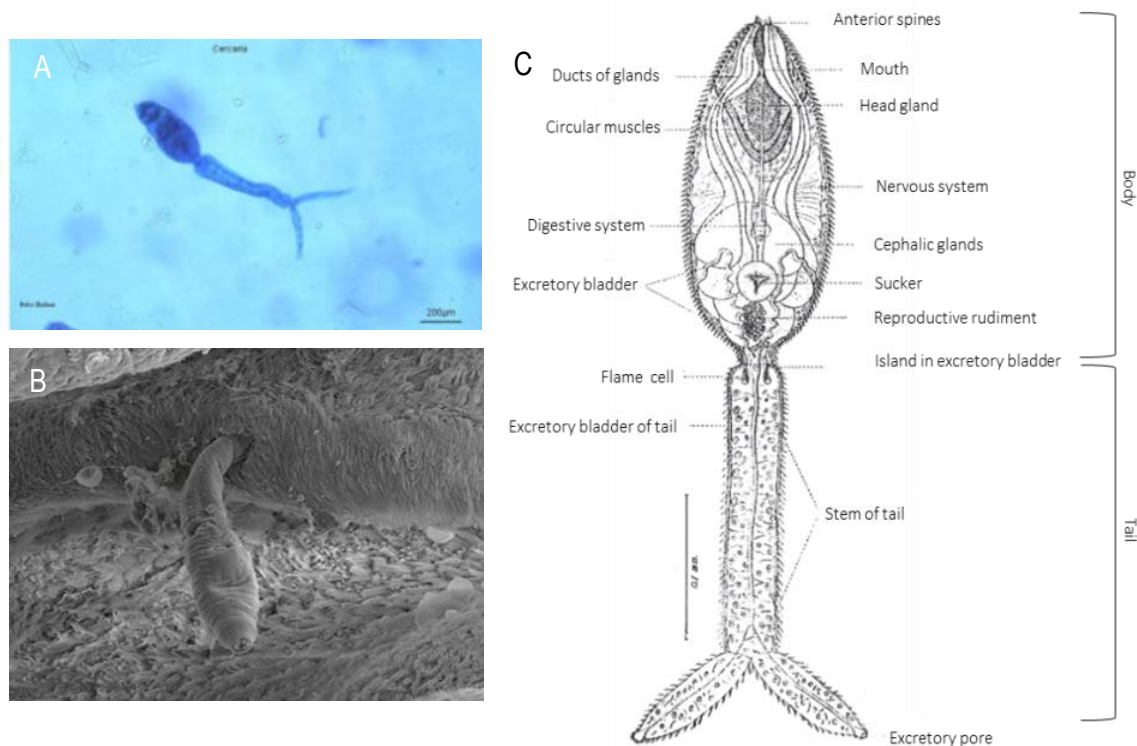 A
Cercaria
200µm
B
C
Anterior spines
Ducts of glands
Mouth
Head gland
Circular muscles
Nervous system
Digestive system
Cephalic glands
Excretory bladder
Sucker
Reproductive rudiment
Island in excretory bladder
Flame cell
Excretory bladder of tail
Stem of tail
Excretory pore
Body
Tail